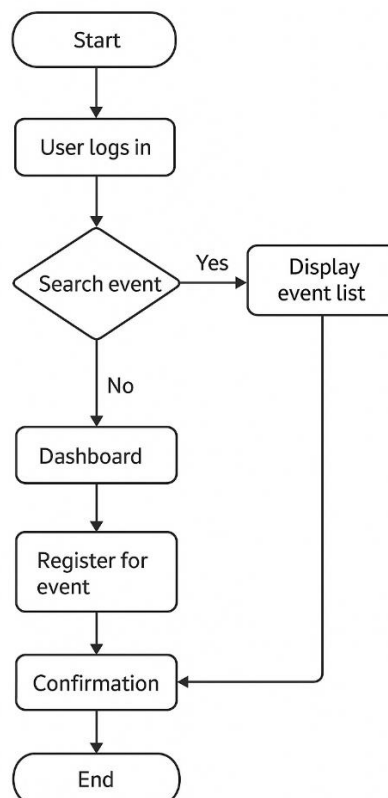 Start
User logs in
Search event
Yes
Display
event list
No
Dashboard
Register for
event
Confirmation
End